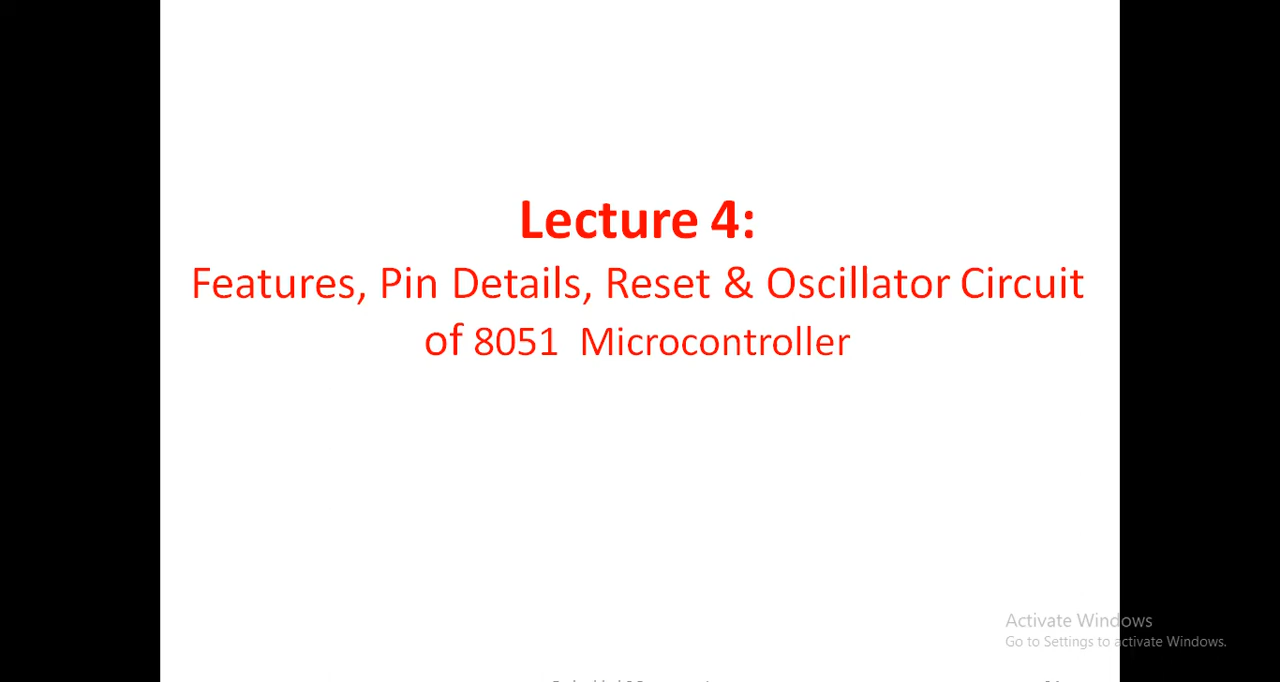 Lecture 4:
Features, Pin Details, Reset & Oscillator Circuit
of 8051 Microcontroller
Activate Windows
Go to Settings to activate Windows.